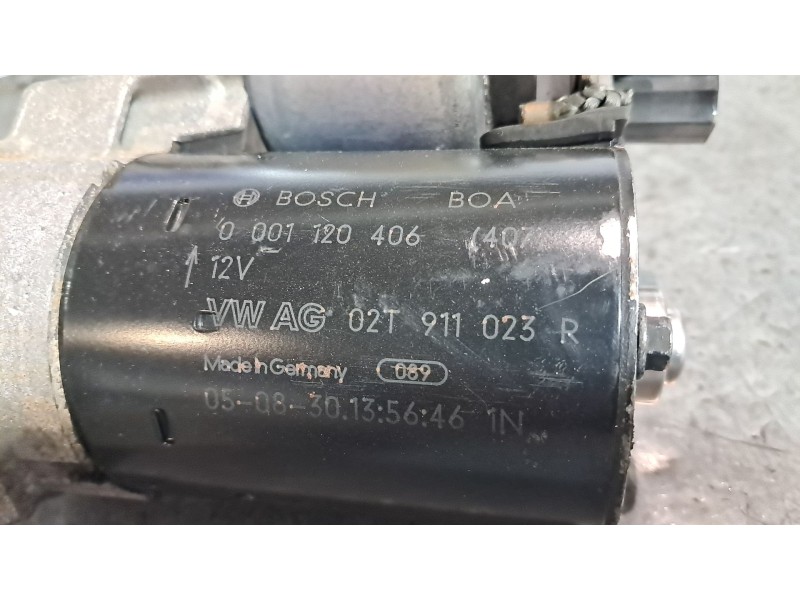 BOSCH BOA
0 001 120 406 (407
12V
VW AG 02T 911 023 R
Made in Germany 089
05-08-30.13:56:46 1N